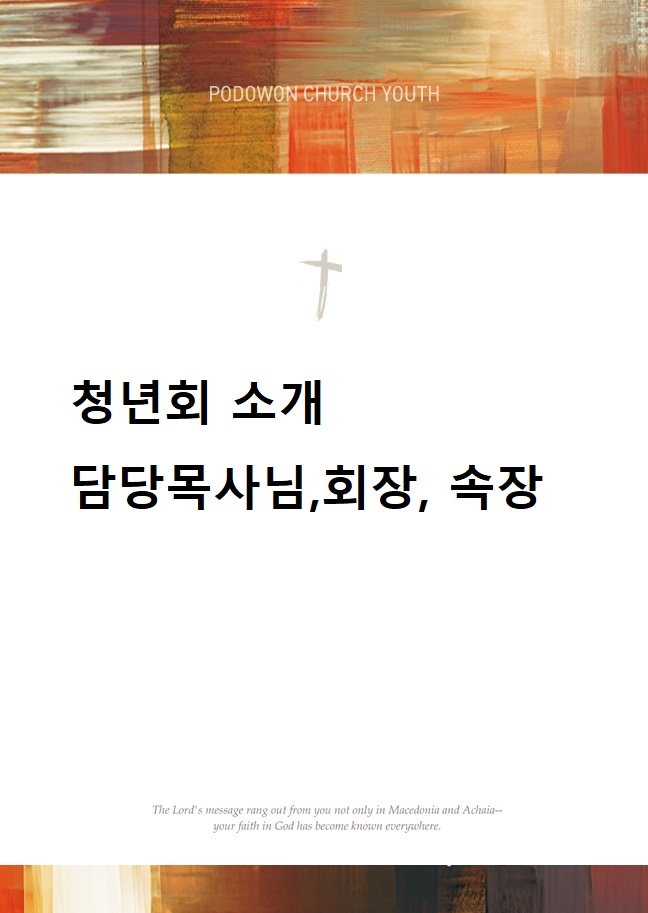 PODOWON CHURCH YOUTH
청년회 소개
담당목사님,회장, 속장
The Lord's message rang out from you not only in Macedonia and Achaia--
your faith in God has become known everywhere.